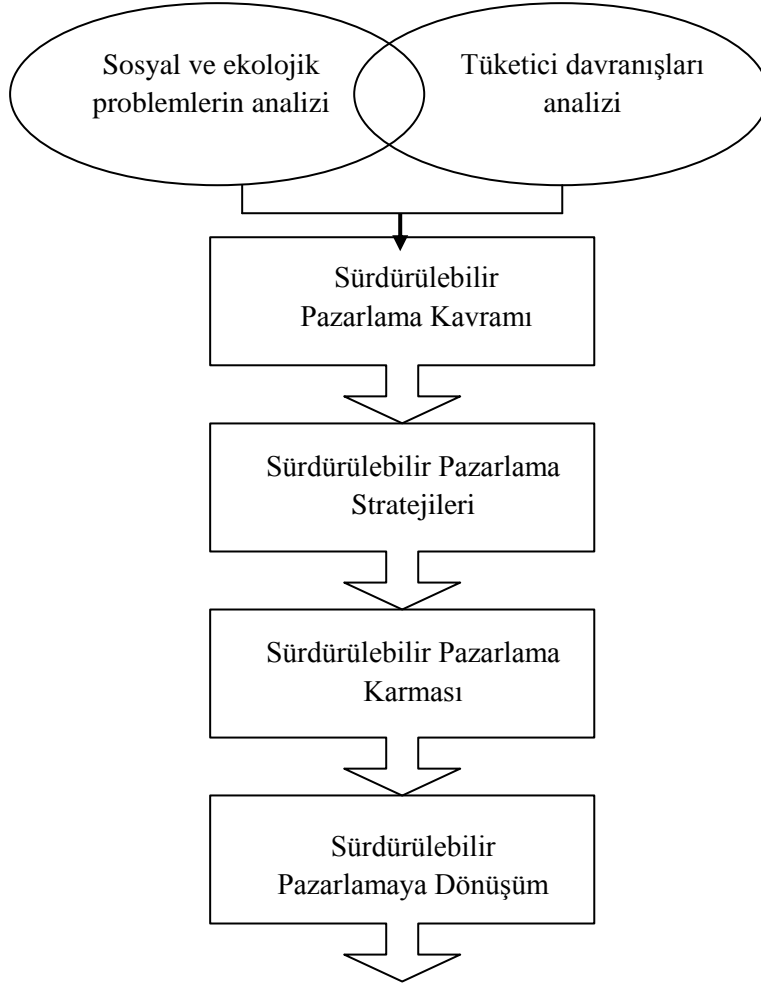 Sosyal ve ekolojik
problemlerin analizi
Tüketici davranışları
analizi
Sürdürülebilir
Pazarlama Kavramı
Sürdürülebilir Pazarlama
Stratejileri
Sürdürülebilir Pazarlama
Karması
Sürdürülebilir
Pazarlamaya Dönüşüm